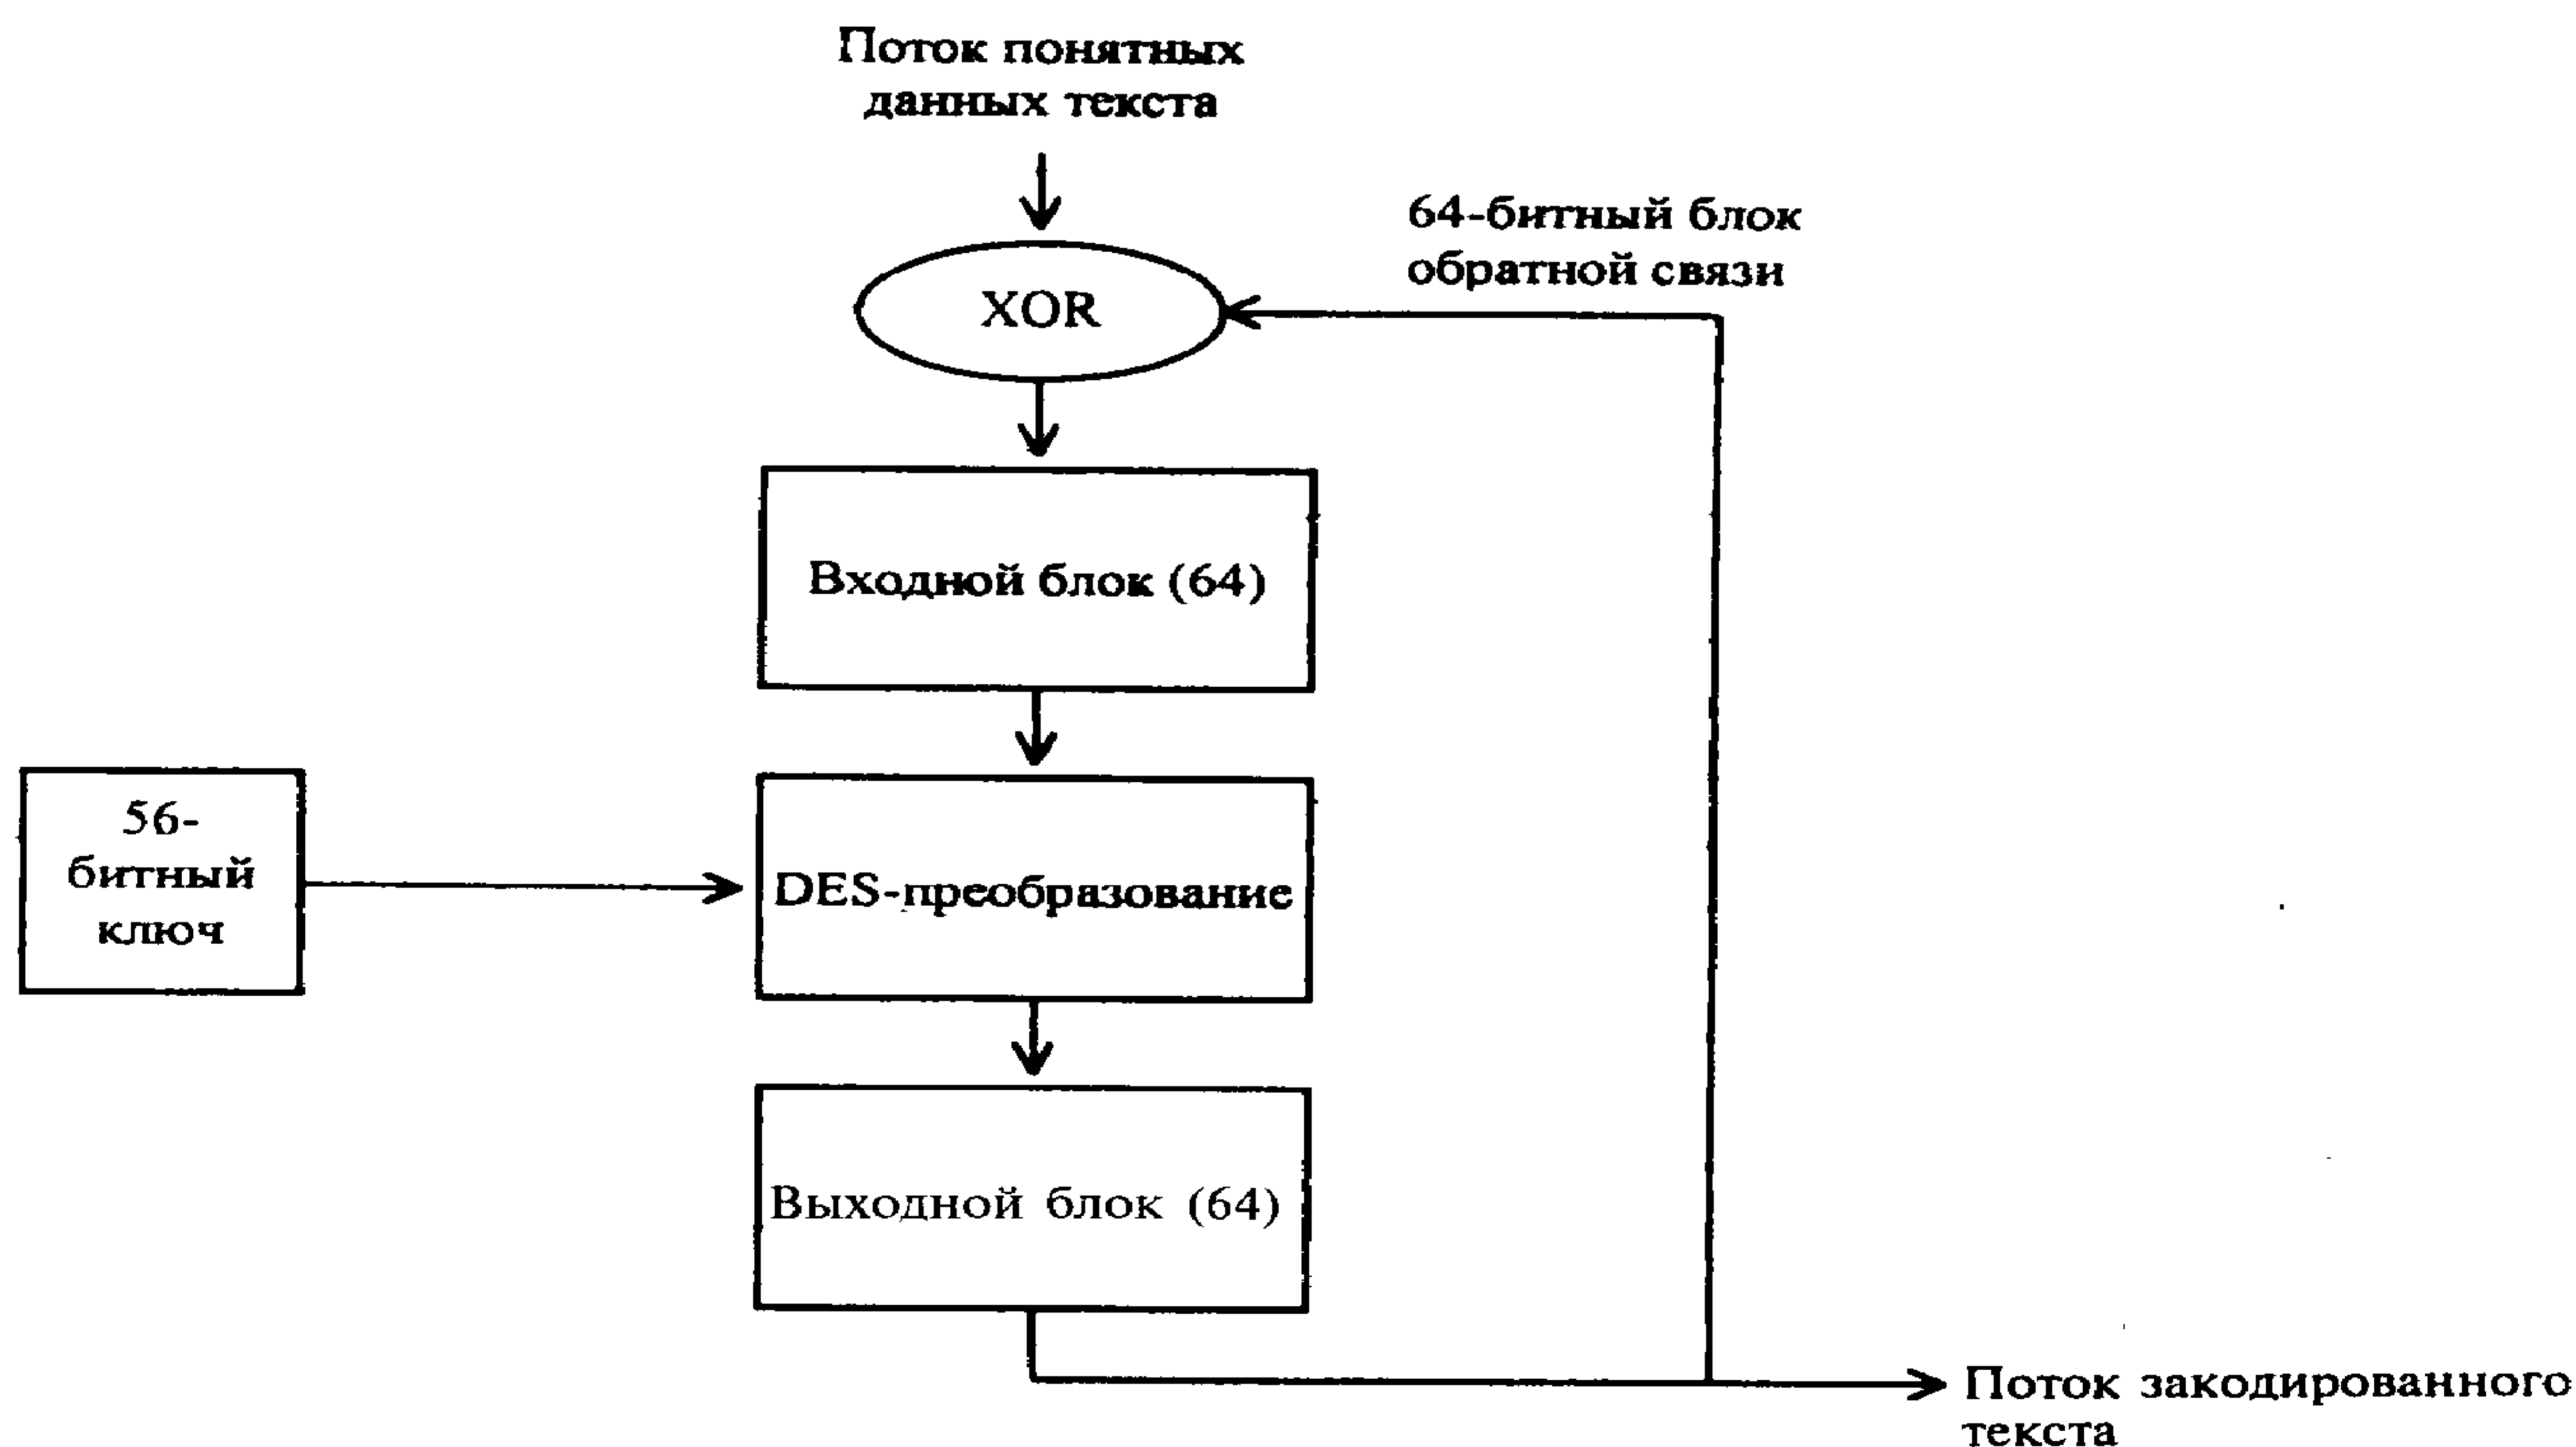 Поток понятных
данных текста
64-битный блок
обратной связи
XOR
Входной блок (64)
56-
битный
ключ
DES-преобразование
Выходной блок (64)
Поток закодированного
текста